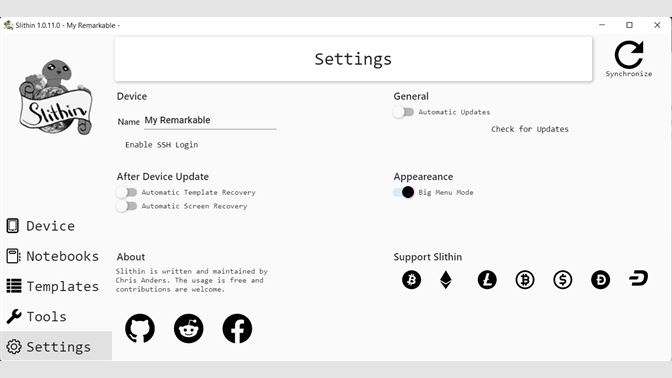 Slithin 1.0.11.0 - My Remarkable -
Slithin
Settings
Synchronize
Device
Name My Remarkable
Enable SSH Login
General
Automatic Updates
Check for Updates
After Device Update
Automatic Template Recovery
Automatic Screen Recovery
Appeareance
Big Menu Mode
Device
Notebooks
Templates
Tools
Settings
About
Slithin is written and maintained by
Chris Anders. The usage is free and
contributions are welcome.
Support Slithin